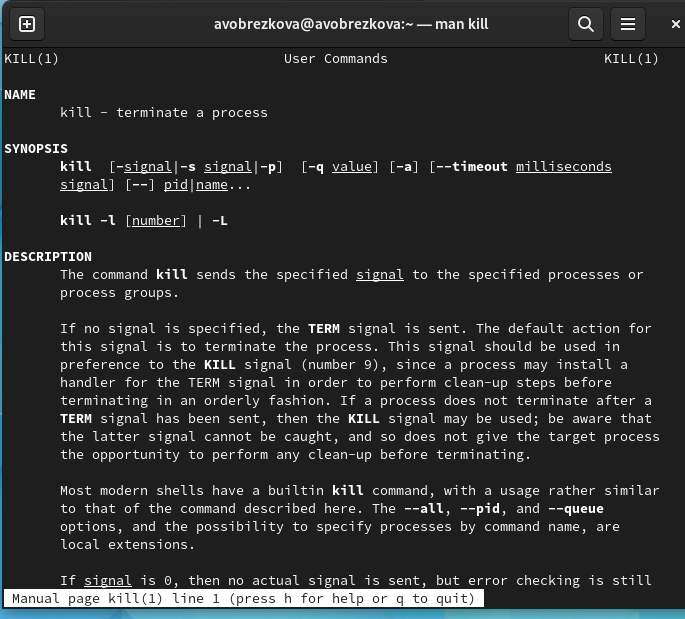 avobrezkova@avobrezkova:~ — man kill
KILL(1) User Commands KILL(1)
NAME
kill - terminate a process
SYNOPSIS
kill [-signal|-s signal|-p] [-q value] [-a] [--timeout milliseconds
signal] [--] pid|name...
kill -l [number] | -L
DESCRIPTION
The command kill sends the specified signal to the specified processes or
process groups.
If no signal is specified, the TERM signal is sent. The default action for
this signal is to terminate the process. This signal should be used in
preference to the KILL signal (number 9), since a process may install a
handler for the TERM signal in order to perform clean-up steps before
terminating in an orderly fashion. If a process does not terminate after a
TERM signal has been sent, then the KILL signal may be used; be aware that
the latter signal cannot be caught, and so does not give the target process
the opportunity to perform any clean-up before terminating.
Most modern shells have a builtin kill command, with a usage rather similar
to that of the command described here. The --all, --pid, and --queue
options, and the possibility to specify processes by command name, are
local extensions.
If signal is 0, then no actual signal is sent, but error checking is still
Manual page kill(1) line 1 (press h for help or q to quit)